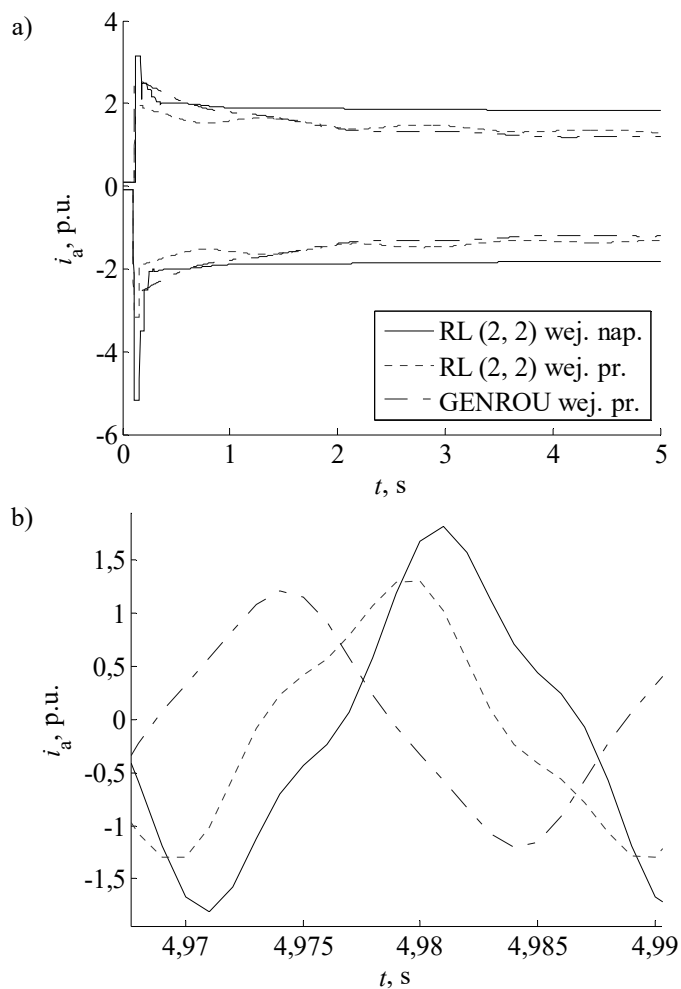 a)
4
2
0
-2
-4
-6
i_a, p.u.
RL (2, 2) wej. nap.
RL (2, 2) wej. pr.
GENROU wej. pr.
0 1 2 3 4 5
t, s
b)
1,5
1
0,5
0
-0,5
-1
-1,5
i_a, p.u.
4,97 4,975 4,98 4,985 4,99
t, s